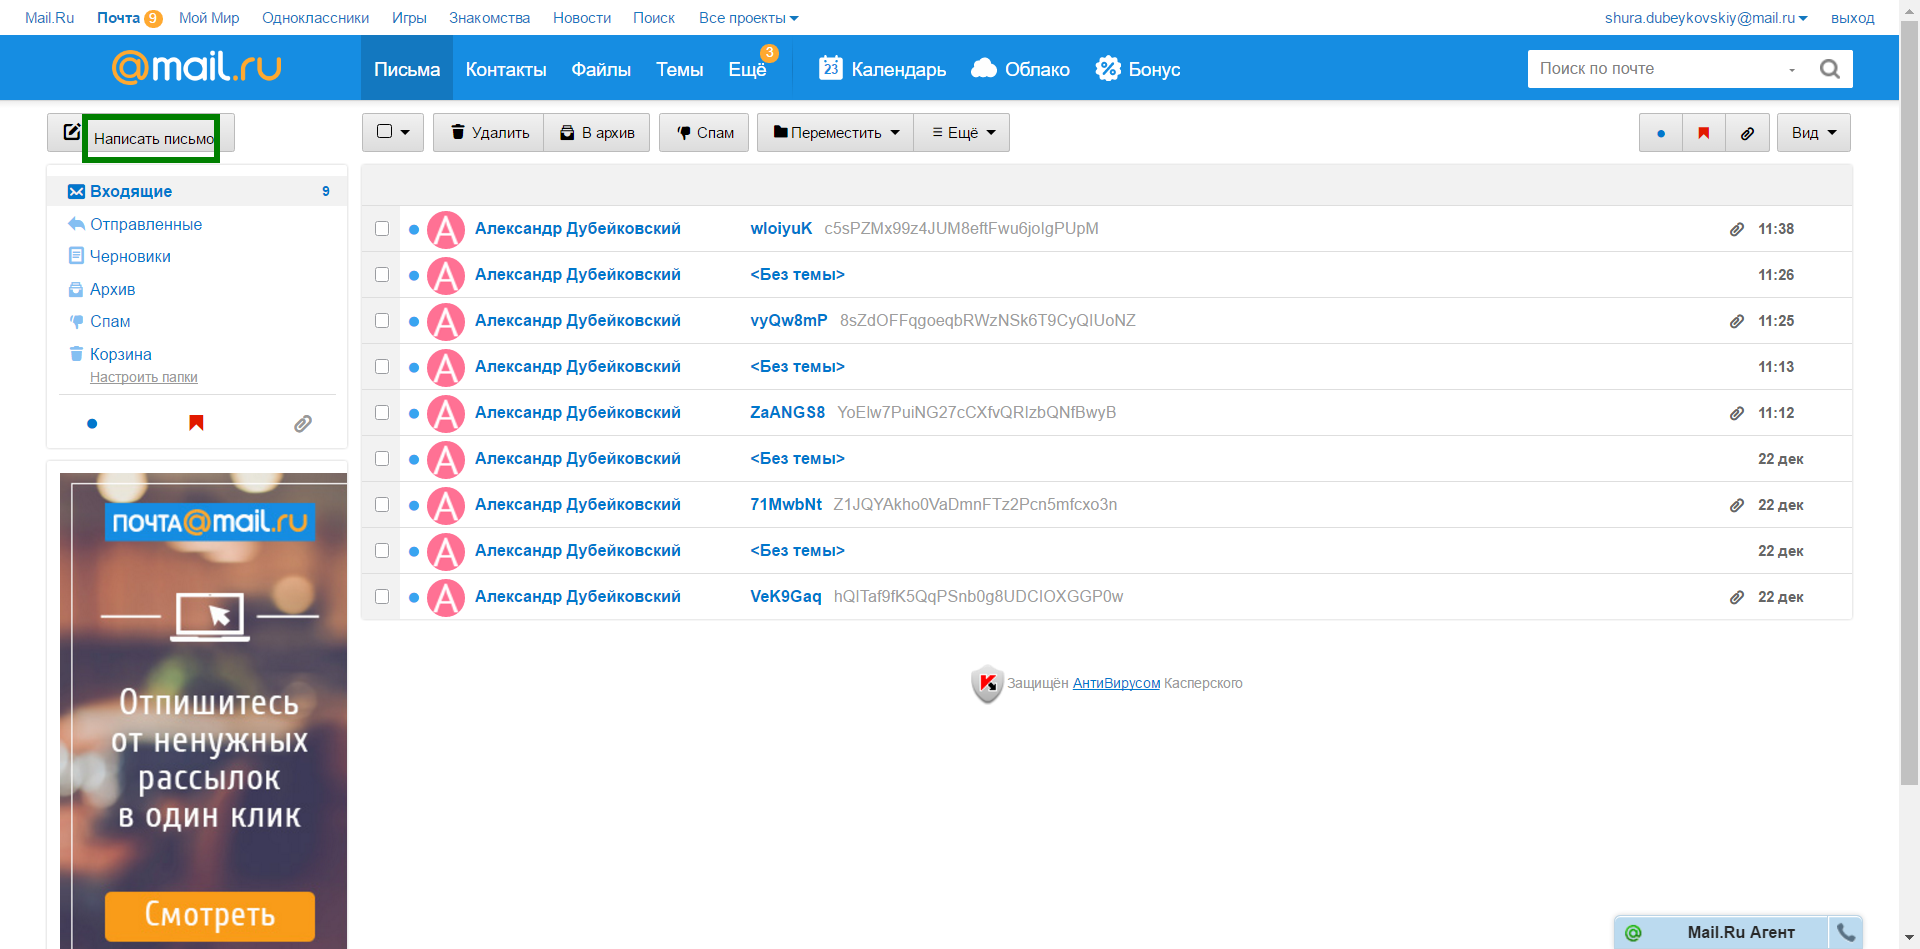 Mail.Ru Почта 9 Мой Мир Одноклассники Игры Знакомства Новости Поиск Все проекты shura.dubeykovskiy@mail.ru выход
@mail.ru Письма Контакты Файлы Темы Ещё 3 23 Календарь Облако Бонус Поиск по почте
Написать письмо Удалить В архив Спам Переместить Ещё Вид
Входящие 9
Отправленные
Черновики
Архив
Спам
Корзина
Настроить папки
А Александр Дубейковский wloiyuK c5sPZMx99z4JUM8eftFwu6jolgPUpM 11:38
А Александр Дубейковский <Без темы> 11:26
А Александр Дубейковский vyQw8mP 8sZdOFFqgoeqbRWzNSk6T9CyQIUoNZ 11:25
А Александр Дубейковский <Без темы> 11:13
А Александр Дубейковский ZaANGS8 YoElw7PuiNG27cCXfvQRIzbQNfBwyB 11:12
А Александр Дубейковский <Без темы> 22 дек
А Александр Дубейковский 71MwbNt Z1JQYAkho0VaDmnFTz2Pcn5mfcxo3n 22 дек
А Александр Дубейковский <Без темы> 22 дек
А Александр Дубейковский VeK9Gaq hQITaf9fK5QqPSnb0g8UDCIOXGGP0w 22 дек
Защищён АнтиВирусом Касперского
почта@mail.ru
Отпишитесь
от ненужных
рассылок
в один клик
Смотреть
@ Mail.Ru Агент